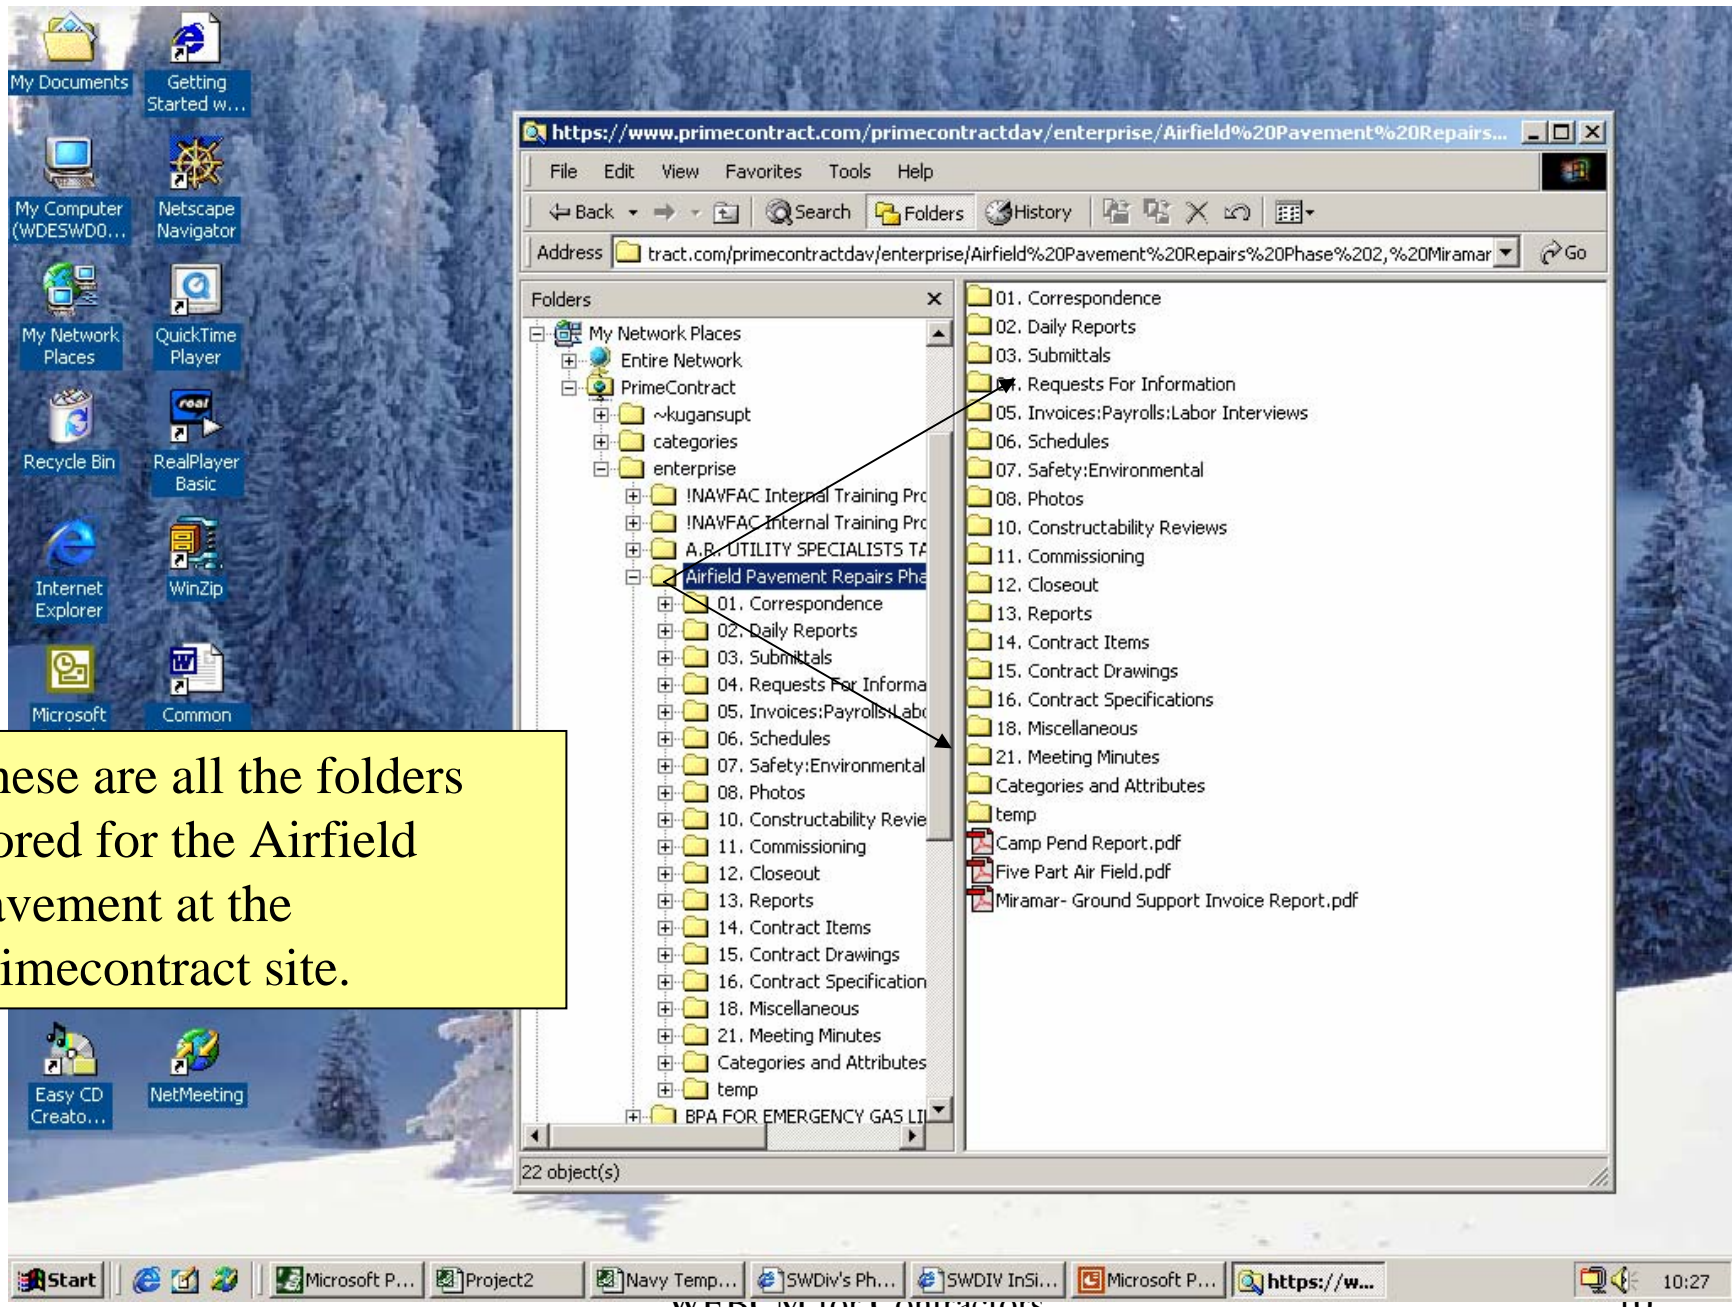 My Documents
Getting
Started w...
My Computer
(WDESWD0...
Netscape
Navigator
My Network
Places
QuickTime
Player
Recycle Bin
RealPlayer
Basic
Internet
Explorer
WinZip
Microsoft
Common
Easy CD
Creato...
NetMeeting
hese are all the folders
ored for the Airfield
avement at the
rimecontract site.
https://www.primecontract.com/primecontractdav/enterprise/Airfield%20Pavement%20Repairs...
File Edit View Favorites Tools Help
Back Search Folders History
Address tract.com/primecontractdav/enterprise/Airfield%20Pavement%20Repairs%20Phase%202,%20Miramar Go
Folders
My Network Places
Entire Network
PrimeContract
~kugansupt
categories
enterprise
!NAVFAC Internal Training Pro
!NAVFAC Internal Training Pro
A.R. UTILITY SPECIALISTS TA
Airfield Pavement Repairs Pha
01. Correspondence
02. Daily Reports
03. Submittals
04. Requests For Informa
05. Invoices:Payrolls:Labo
06. Schedules
07. Safety:Environmental
08. Photos
10. Constructability Revie
11. Commissioning
12. Closeout
13. Reports
14. Contract Items
15. Contract Drawings
16. Contract Specification
18. Miscellaneous
21. Meeting Minutes
Categories and Attributes
temp
BPA FOR EMERGENCY GAS LI
01. Correspondence
02. Daily Reports
03. Submittals
04. Requests For Information
05. Invoices:Payrolls:Labor Interviews
06. Schedules
07. Safety:Environmental
08. Photos
10. Constructability Reviews
11. Commissioning
12. Closeout
13. Reports
14. Contract Items
15. Contract Drawings
16. Contract Specifications
18. Miscellaneous
21. Meeting Minutes
Categories and Attributes
temp
Camp Pend Report.pdf
Five Part Air Field.pdf
Miramar- Ground Support Invoice Report.pdf
22 object(s)
Start Microsoft P... Project2 Navy Temp... SWDiv's Ph... SWDIV InSi... Microsoft P... https://w... 10:27
for Contractors